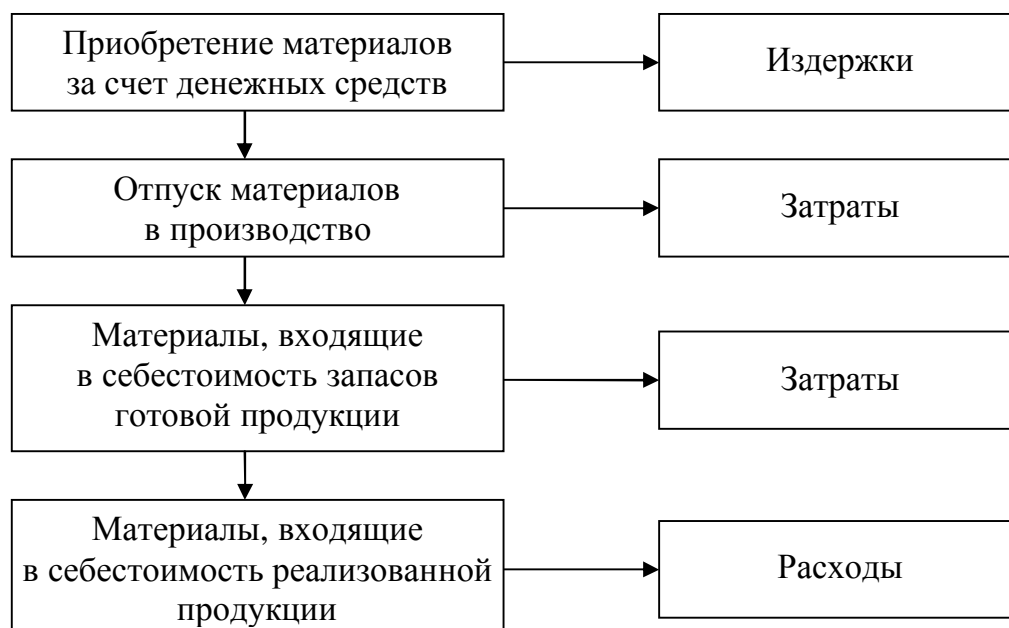 Приобретение материалов
за счет денежных средств
Издержки
Отпуск материалов
в производство
Затраты
Материалы, входящие
в себестоимость запасов
готовой продукции
Затраты
Материалы, входящие
в себестоимость реализованной
продукции
Расходы